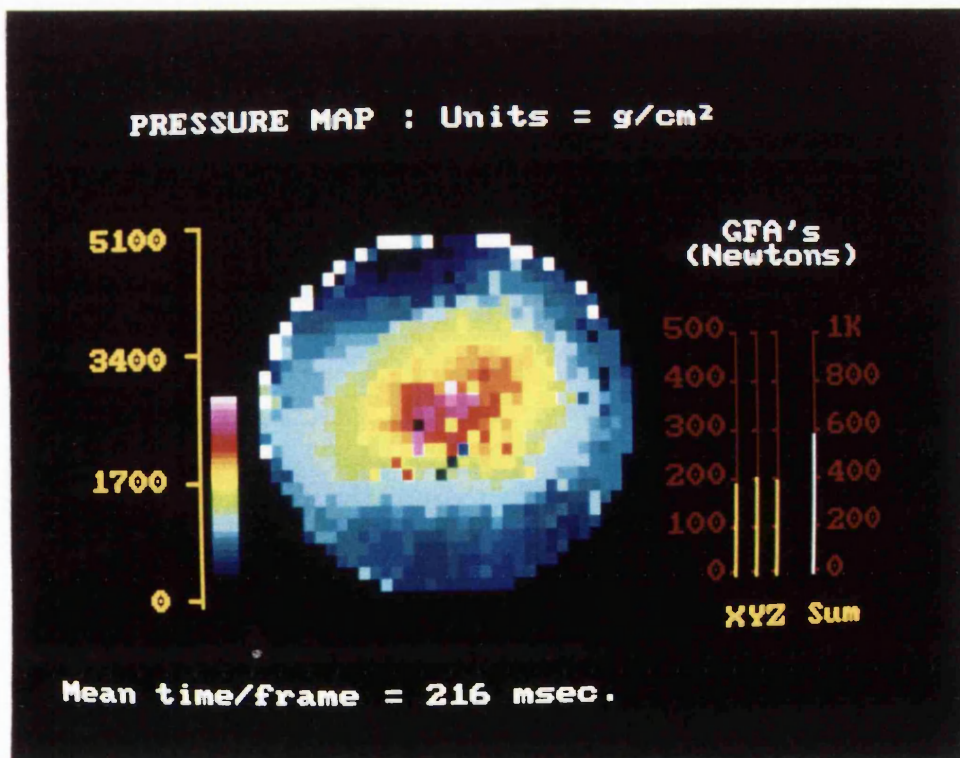 PRESSURE MAP : Units = g/cm²
5100
3400
1700
0
GFA's
(Newtons)
500 1K
400 800
300 600
200 400
100 200
0 0
XYZ Sum
Mean time/frame = 216 msec.